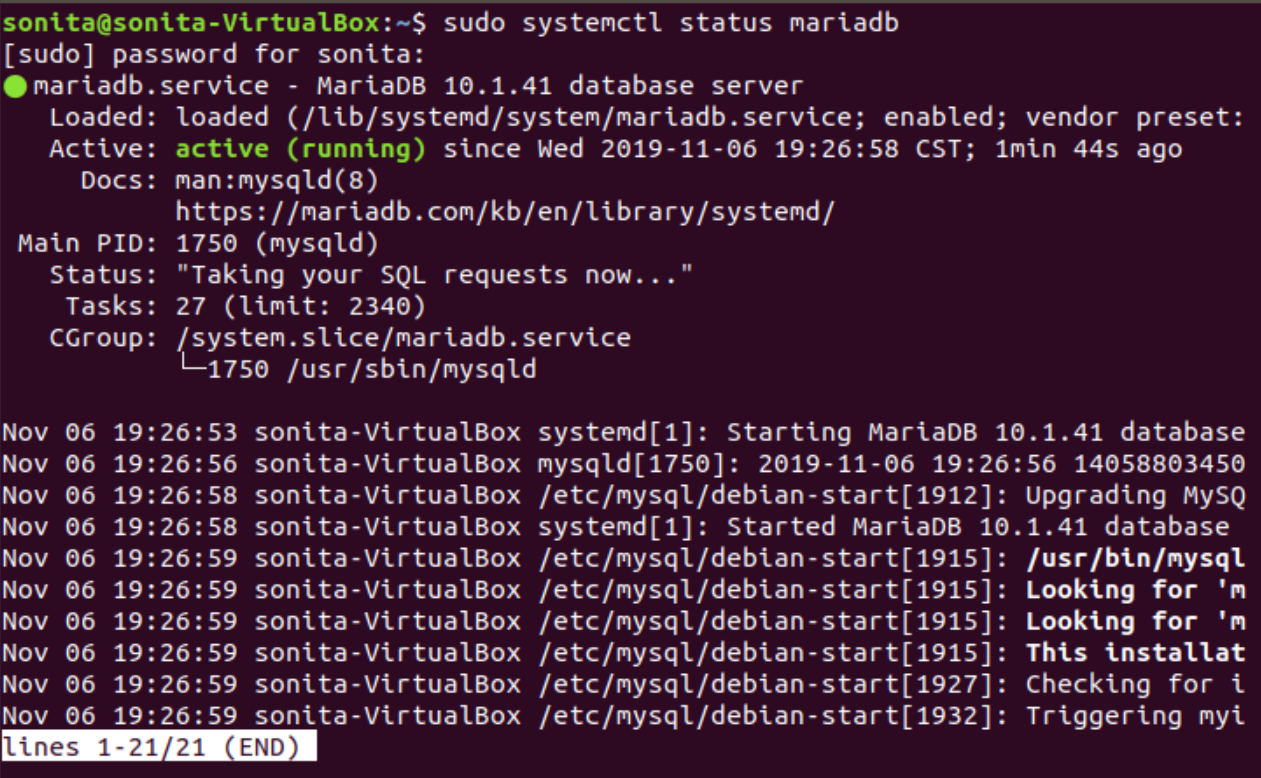 sonita@sonita-VirtualBox:~$ sudo systemctl status mariadb
[sudo] password for sonita:
● mariadb.service - MariaDB 10.1.41 database server
   Loaded: loaded (/lib/systemd/system/mariadb.service; enabled; vendor preset:
   Active: active (running) since Wed 2019-11-06 19:26:58 CST; 1min 44s ago
     Docs: man:mysqld(8)
           https://mariadb.com/kb/en/library/systemd/
 Main PID: 1750 (mysqld)
   Status: "Taking your SQL requests now..."
    Tasks: 27 (limit: 2340)
   CGroup: /system.slice/mariadb.service
           └─1750 /usr/sbin/mysqld

Nov 06 19:26:53 sonita-VirtualBox systemd[1]: Starting MariaDB 10.1.41 database
Nov 06 19:26:56 sonita-VirtualBox mysqld[1750]: 2019-11-06 19:26:56 14058803450
Nov 06 19:26:58 sonita-VirtualBox /etc/mysql/debian-start[1912]: Upgrading MySQ
Nov 06 19:26:58 sonita-VirtualBox systemd[1]: Started MariaDB 10.1.41 database
Nov 06 19:26:59 sonita-VirtualBox /etc/mysql/debian-start[1915]: /usr/bin/mysql
Nov 06 19:26:59 sonita-VirtualBox /etc/mysql/debian-start[1915]: Looking for 'm
Nov 06 19:26:59 sonita-VirtualBox /etc/mysql/debian-start[1915]: Looking for 'm
Nov 06 19:26:59 sonita-VirtualBox /etc/mysql/debian-start[1915]: This installat
Nov 06 19:26:59 sonita-VirtualBox /etc/mysql/debian-start[1927]: Checking for i
Nov 06 19:26:59 sonita-VirtualBox /etc/mysql/debian-start[1932]: Triggering myi
lines 1-21/21 (END)